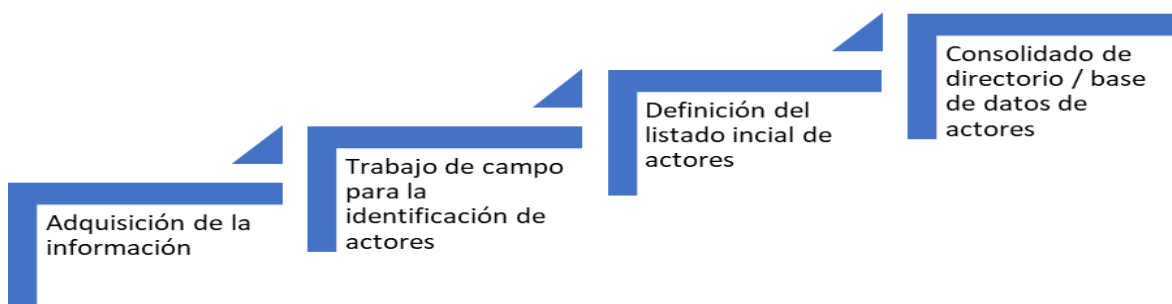 Adquisición de la
información
Trabajo de campo
para la
identificación de
actores
Definición del
listado incial de
actores
Consolidado de
directorio / base
de datos de
actores